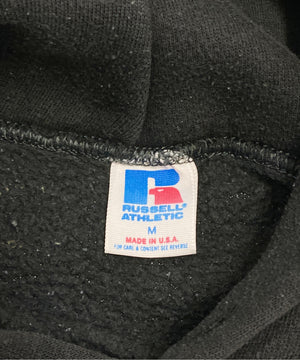 RUSSELL
ATHLETIC
M
MADE IN U.S.A.
FOR CARE & CONTENT SEE REVERSE